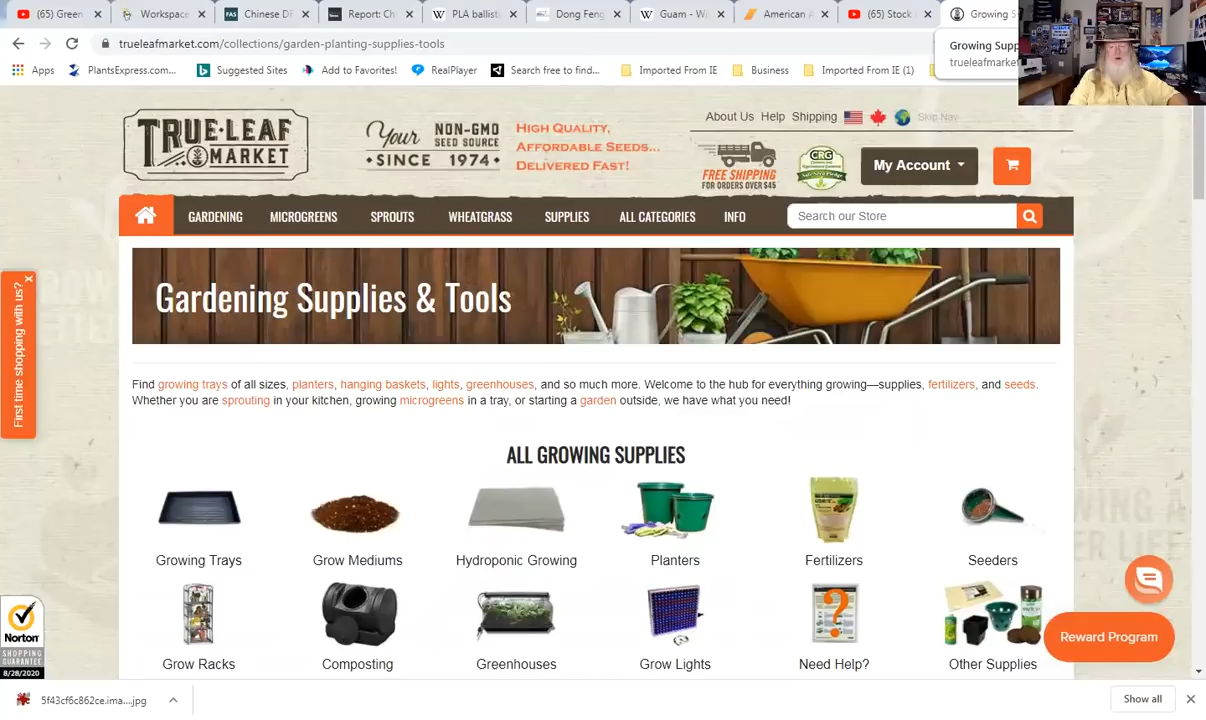 (65) Green
Workspace
Chinese DF
Report: Ch
PLA ballist
Dong Feng
Guam - Wi
American A
(65) Stock
Growing S
trueleafmarket.com/collections/garden-planting-supplies-tools
Growing Supp
trueleafmarket
Apps
PlantsExpress.com...
Suggested Sites
Add to Favorites!
RealPlayer
Search free to find...
Imported From IE
Business
Imported From IE (1)
TRUE LEAF
MARKET
Your NON-GMO
SEED SOURCE
• SINCE 1974 •
HIGH QUALITY,
AFFORDABLE SEEDS...
DELIVERED FAST!
About Us Help Shipping Skip Nav
FREE SHIPPING
FOR ORDERS OVER $45
CRG
Safe Seed Pledge
My Account
GARDENING MICROGREENS SPROUTS WHEATGRASS SUPPLIES ALL CATEGORIES INFO
Search our Store
Gardening Supplies & Tools
First time shopping with us? X
Find growing trays of all sizes, planters, hanging baskets, lights, greenhouses, and so much more. Welcome to the hub for everything growing—supplies, fertilizers, and seeds.
Whether you are sprouting in your kitchen, growing microgreens in a tray, or starting a garden outside, we have what you need!
ALL GROWING SUPPLIES
Growing Trays
Grow Mediums
Hydroponic Growing
Planters
Fertilizers
Seeders
Grow Racks
Composting
Greenhouses
Grow Lights
Need Help?
Other Supplies
Reward Program
Norton
SHOPPING
GUARANTEE
8/28/2020
5f43cf6c862ce.ima....jpg
Show all